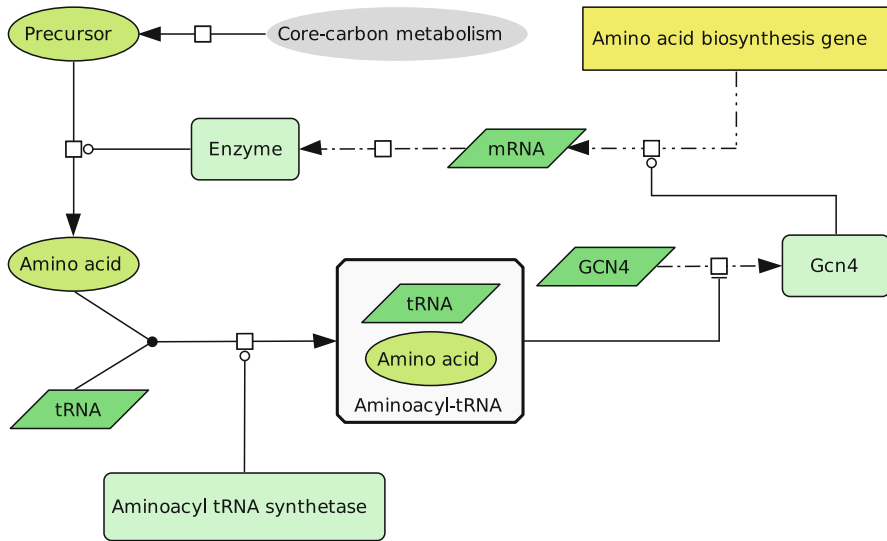 Precursor
Core-carbon metabolism
Amino acid biosynthesis gene
Enzyme
mRNA
Amino acid
GCN4
Gcn4
tRNA
Amino acid
Aminoacyl-tRNA
tRNA
Aminoacyl tRNA synthetase